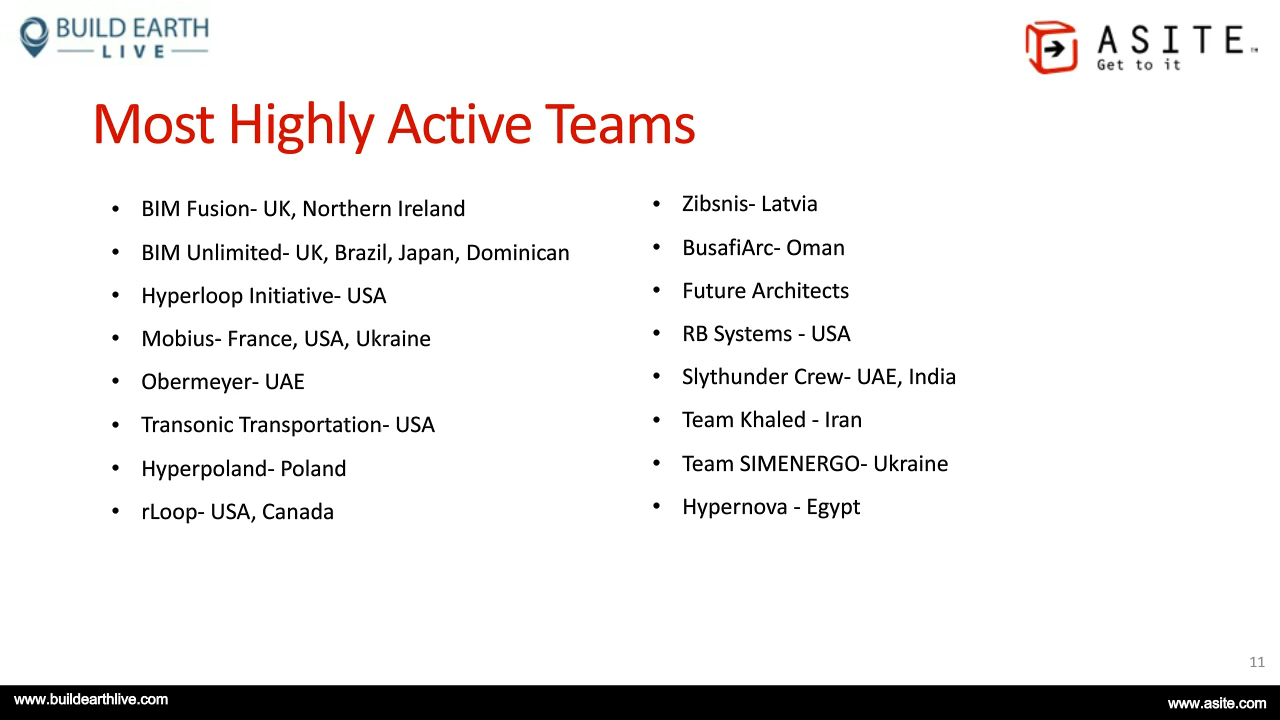 BUILD EARTH
LIVE
ASITE™
Get to it
Most Highly Active Teams
• BIM Fusion- UK, Northern Ireland
• BIM Unlimited- UK, Brazil, Japan, Dominican
• Hyperloop Initiative- USA
• Mobius- France, USA, Ukraine
• Obermeyer- UAE
• Transonic Transportation- USA
• Hyperpoland- Poland
• rLoop- USA, Canada
• Zibsnis- Latvia
• BusafiArc- Oman
• Future Architects
• RB Systems - USA
• Slythunder Crew- UAE, India
• Team Khaled - Iran
• Team SIMENERGO- Ukraine
• Hypernova - Egypt
11
www.buildearthlive.com
www.asite.com